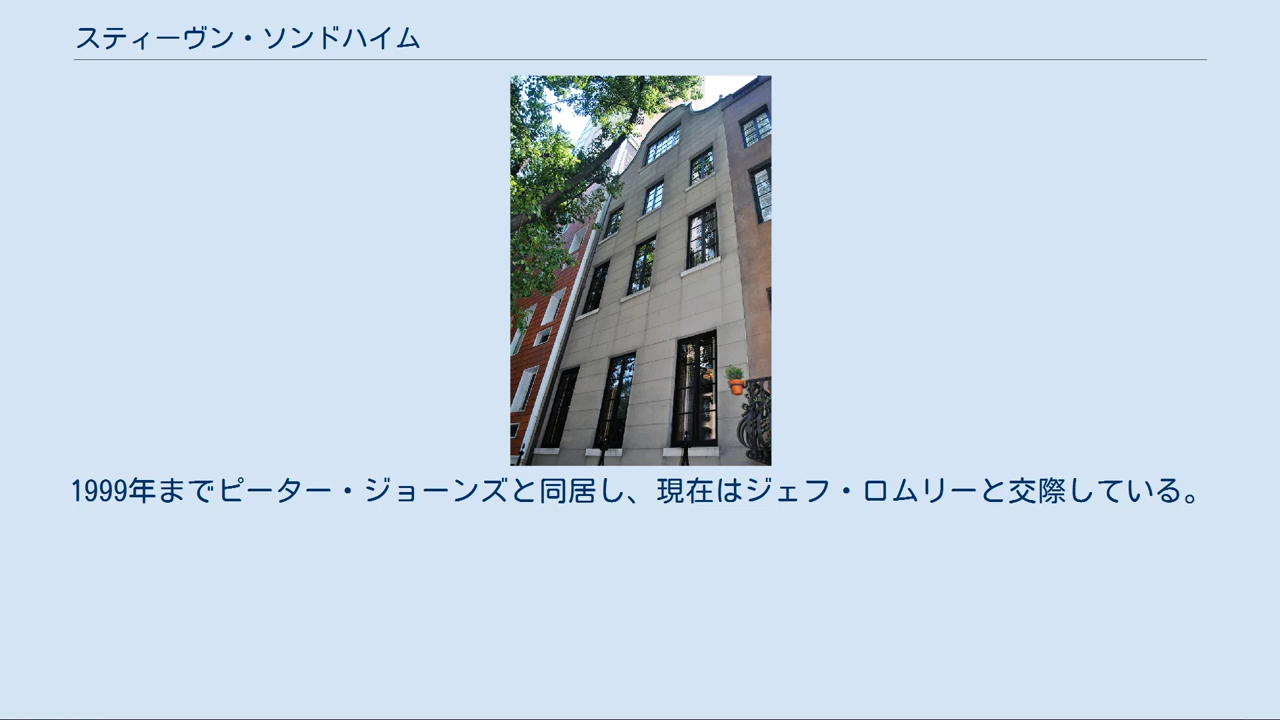 スティーヴン・ソンドハイム
1999年までピーター・ジョーンズと同居し、現在はジェフ・ロムリーと交際している。